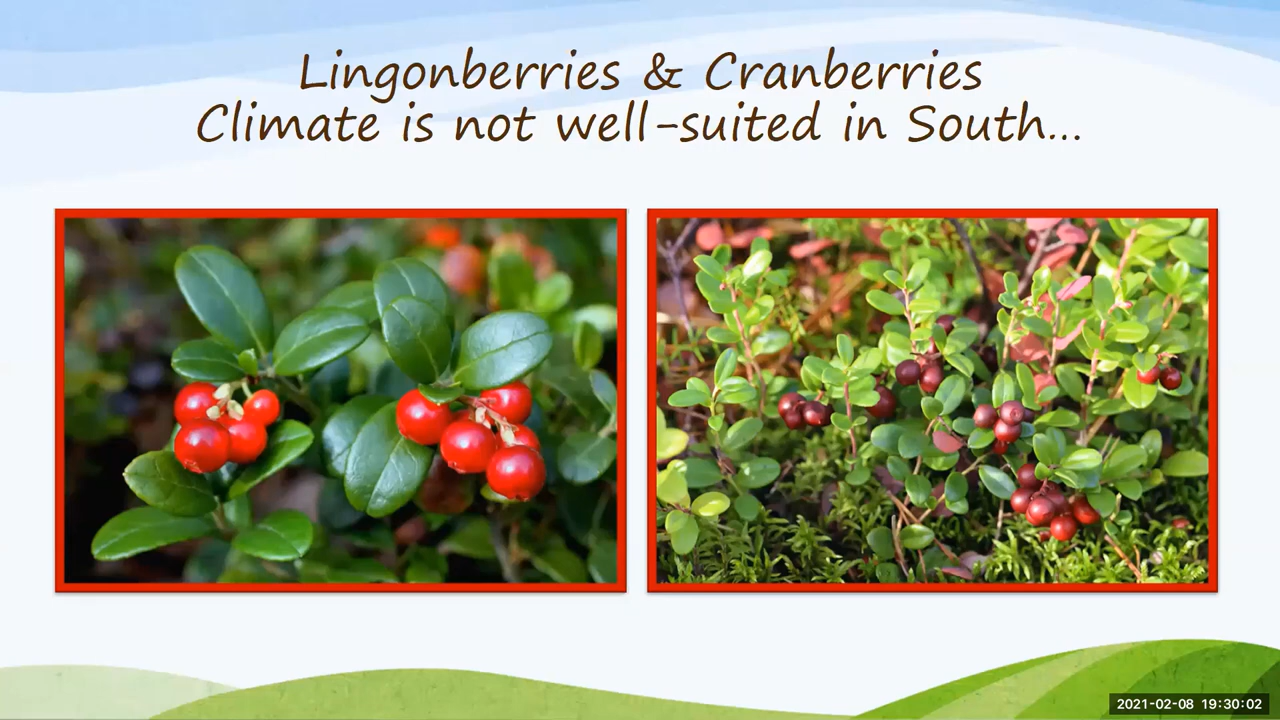 Lingonberries & Cranberries
Climate is not well-suited in South...
2021-02-08 19:30:02